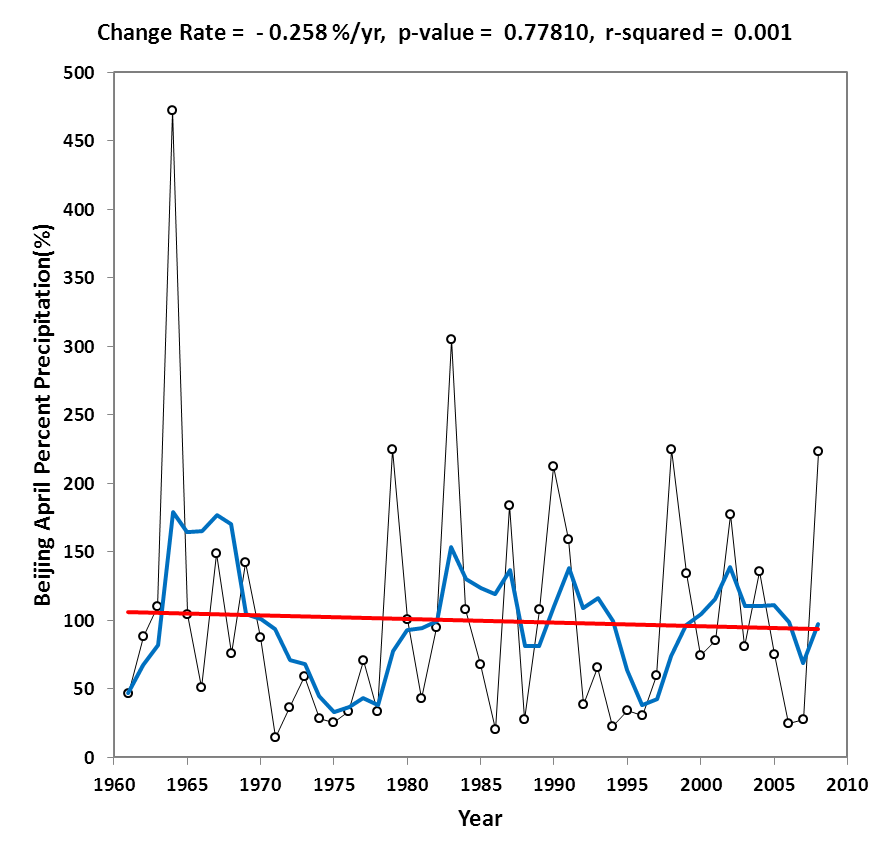 Change Rate = - 0.258 %/yr, p-value = 0.77810, r-squared = 0.001
500
450
400
350
300
250
200
150
100
50
0
Beijing April Percent Precipitation(%)
1960 1965 1970 1975 1980 1985 1990 1995 2000 2005 2010
Year